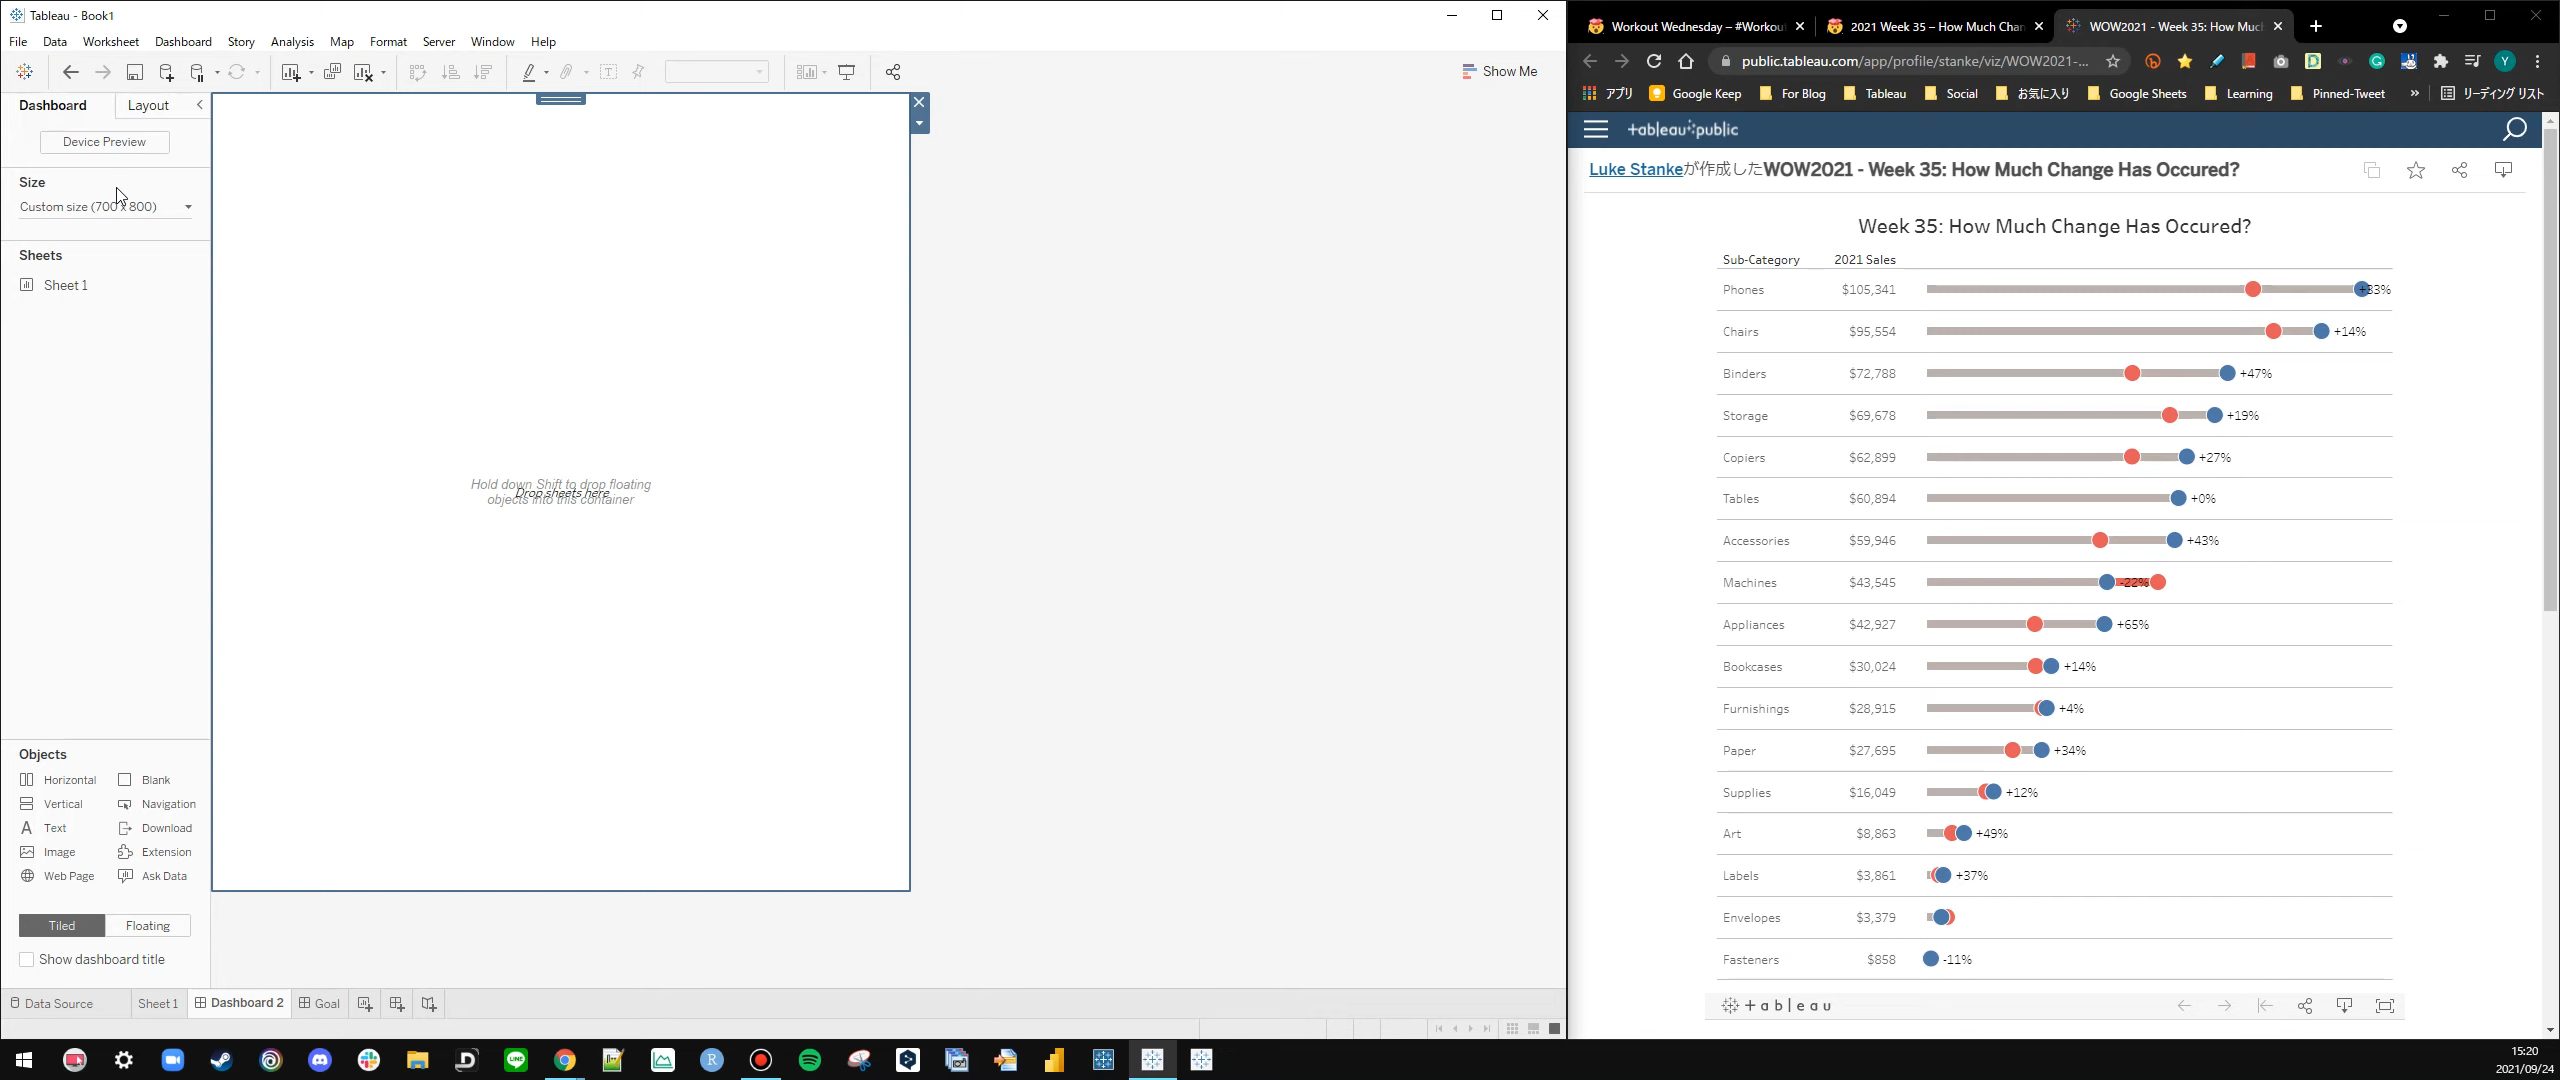 Tableau - Book1
File Data Worksheet Dashboard Story Analysis Map Format Server Window Help
Show Me
Dashboard Layout
Device Preview
Size
Custom size (700 x 800)
Sheets
Sheet 1
Hold down Shift to drop floating
objects into this container
Drop sheets here
Objects
Horizontal Blank
Vertical Navigation
Text Download
Image Extension
Web Page Ask Data
Tiled Floating
Show dashboard title
Data Source Sheet 1 Dashboard 2 Goal
Workout Wednesday – #Workou
2021 Week 35 – How Much Chan
WOW2021 - Week 35: How Muc
public.tableau.com/app/profile/stanke/viz/WOW2021-...
アプリ Google Keep For Blog Tableau Social お気に入り Google Sheets Learning Pinned-Tweet » リーディング リスト
+ableau public
Luke Stankeが作成したWOW2021 - Week 35: How Much Change Has Occured?
Week 35: How Much Change Has Occured?
Sub-Category 2021 Sales
Phones $105,341 +33%
Chairs $95,554 +14%
Binders $72,788 +47%
Storage $69,678 +19%
Copiers $62,899 +27%
Tables $60,894 +0%
Accessories $59,946 +43%
Machines $43,545 -22%
Appliances $42,927 +65%
Bookcases $30,024 +14%
Furnishings $28,915 +4%
Paper $27,695 +34%
Supplies $16,049 +12%
Art $8,863 +49%
Labels $3,861 +37%
Envelopes $3,379
Fasteners $858 -11%
+ableau
15:20
2021/09/24